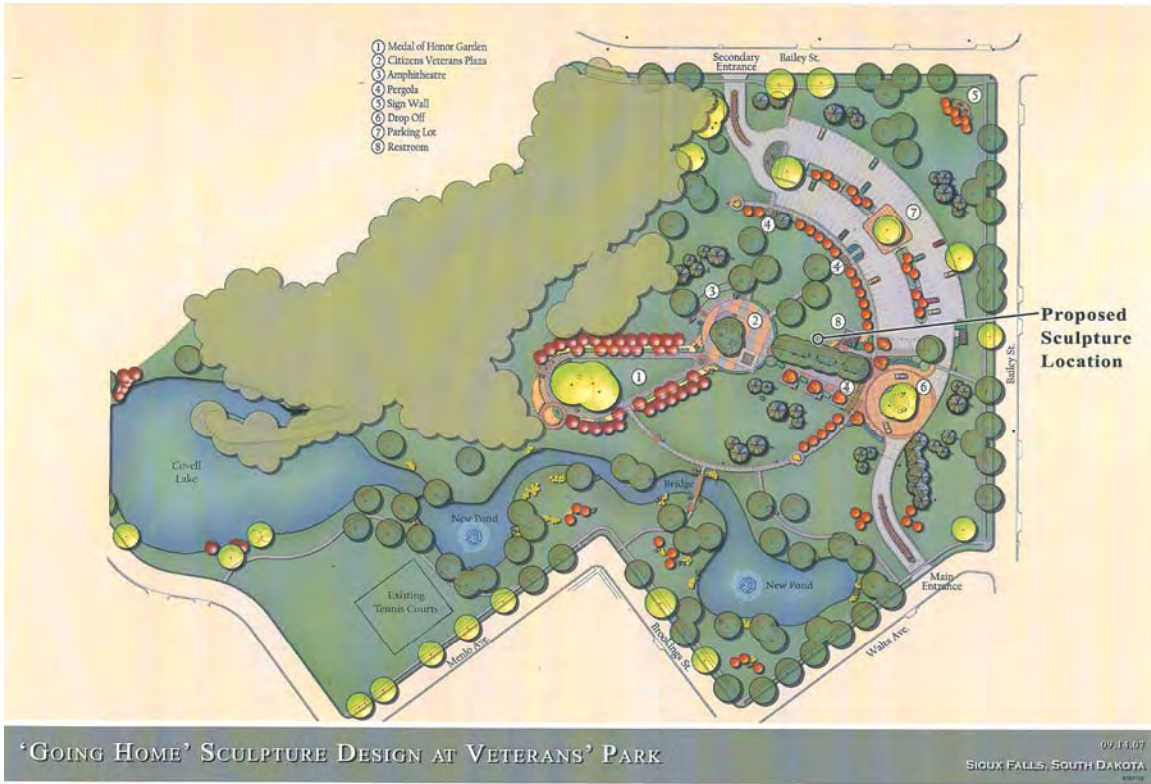 ① Medal of Honor Garden
② Citizens Veterans Plaza
③ Amphitheatre
④ Pergola
⑤ Sign Wall
⑥ Drop Off
⑦ Parking Lot
⑧ Restroom
Secondary
Entrance
Bailey St.
⑤
⑦
④
④
③
②
⑧
Proposed
Sculpture
Location
Bailey St.
①
④
⑥
Covell
Lake
Bridge
New Pond
New Pond
Main
Entrance
Existing
Tennis Courts
Menlo Ave.
Brookings St.
Walts Ave.
'GOING HOME' SCULPTURE DESIGN AT VETERANS' PARK
09.14.07
SIOUX FALLS, SOUTH DAKOTA